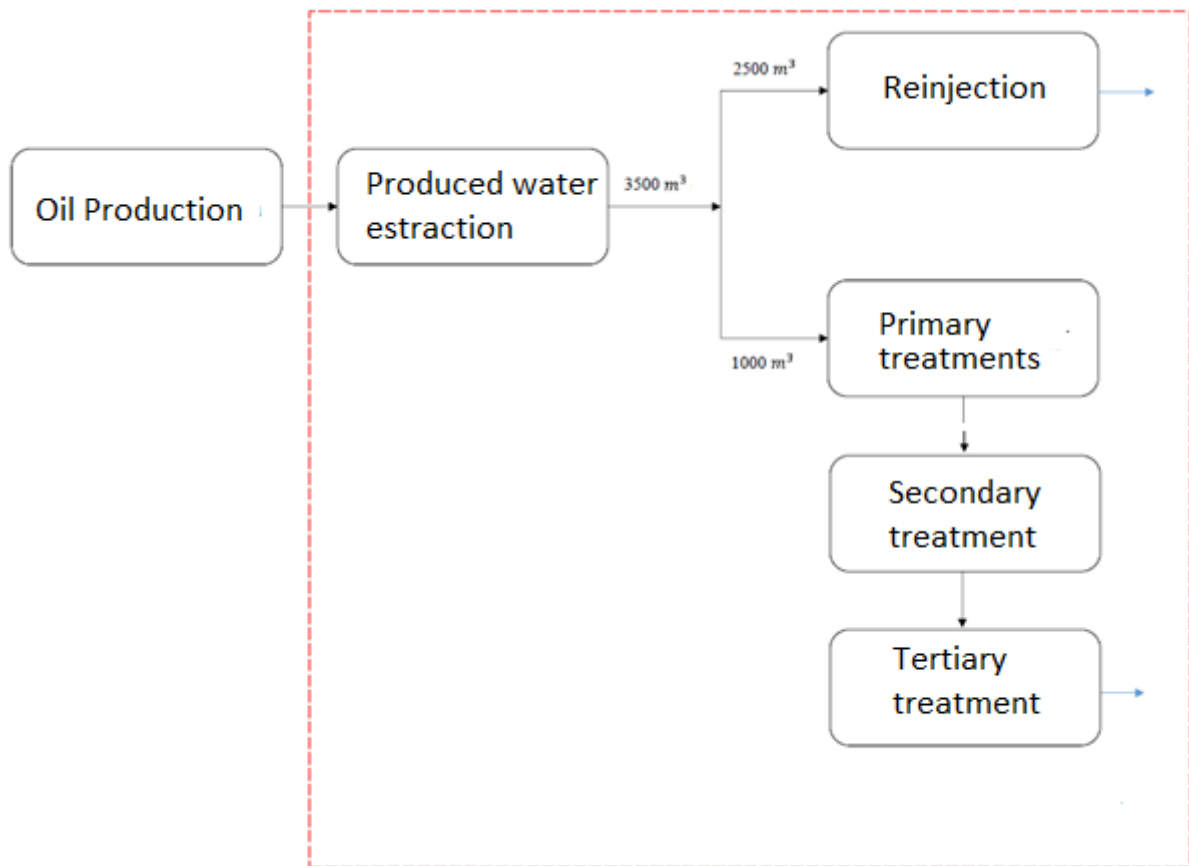 2500 m³
Reinjection
Oil Production
Produced water
estraction
3500 m³
Primary
treatments
1000 m³
Secondary
treatment
Tertiary
treatment